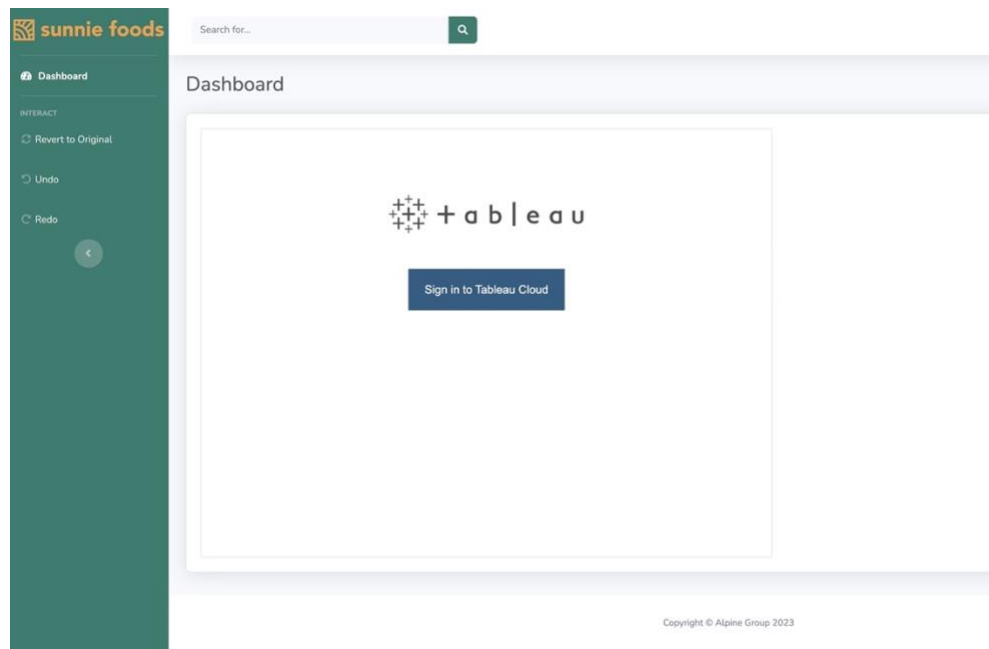 sunnie foods
Search for...
Dashboard
Dashboard
INTERACT
Revert to Original
Undo
Redo
+ableau
Sign in to Tableau Cloud
Copyright © Alpine Group 2023